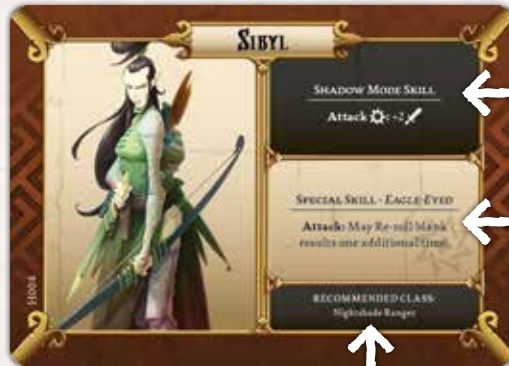 SIBYL
SHADOW MODE SKILL
Attack : +2
SPECIAL SKILL - EAGLE-EYED
Attack: May Re-roll blank
results one additional time.
RECOMMENDED CLASS:
Nightshade Ranger
H004